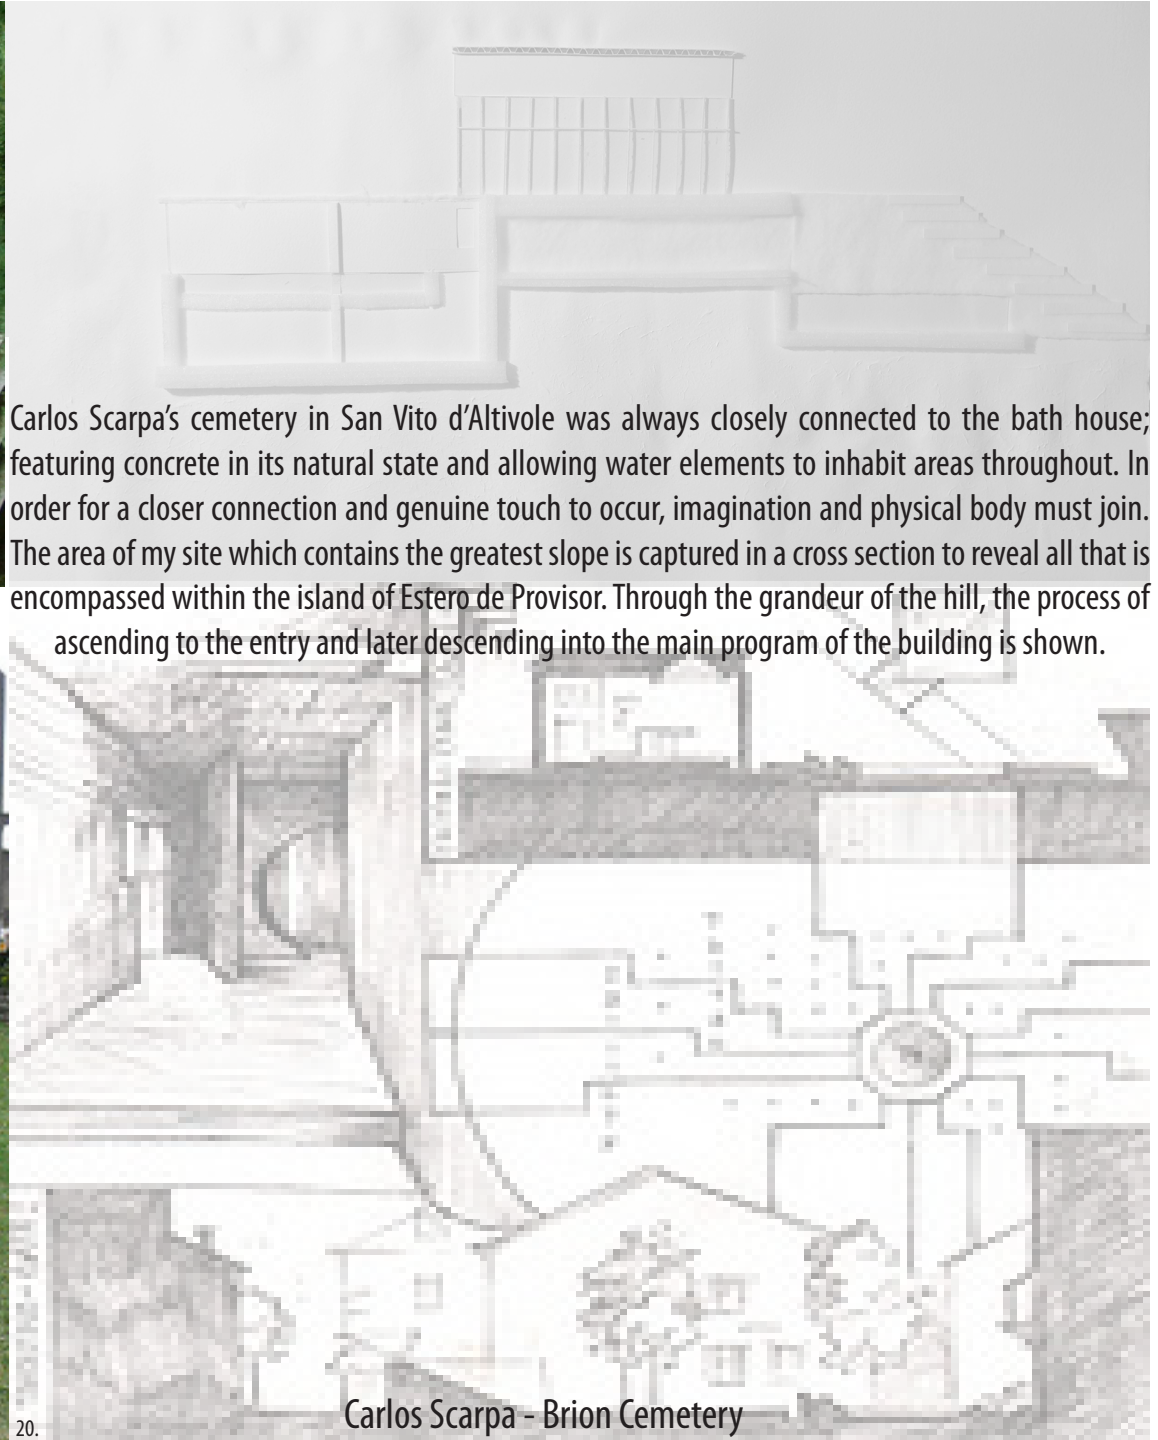 Carlos Scarpa’s cemetery in San Vito d’Altivole was always closely connected to the bath house;
featuring concrete in its natural state and allowing water elements to inhabit areas throughout. In
order for a closer connection and genuine touch to occur, imagination and physical body must join.
The area of my site which contains the greatest slope is captured in a cross section to reveal all that is
encompassed within the island of Estero de Provisor. Through the grandeur of the hill, the process of
ascending to the entry and later descending into the main program of the building is shown.
Carlos Scarpa - Brion Cemetery
20.